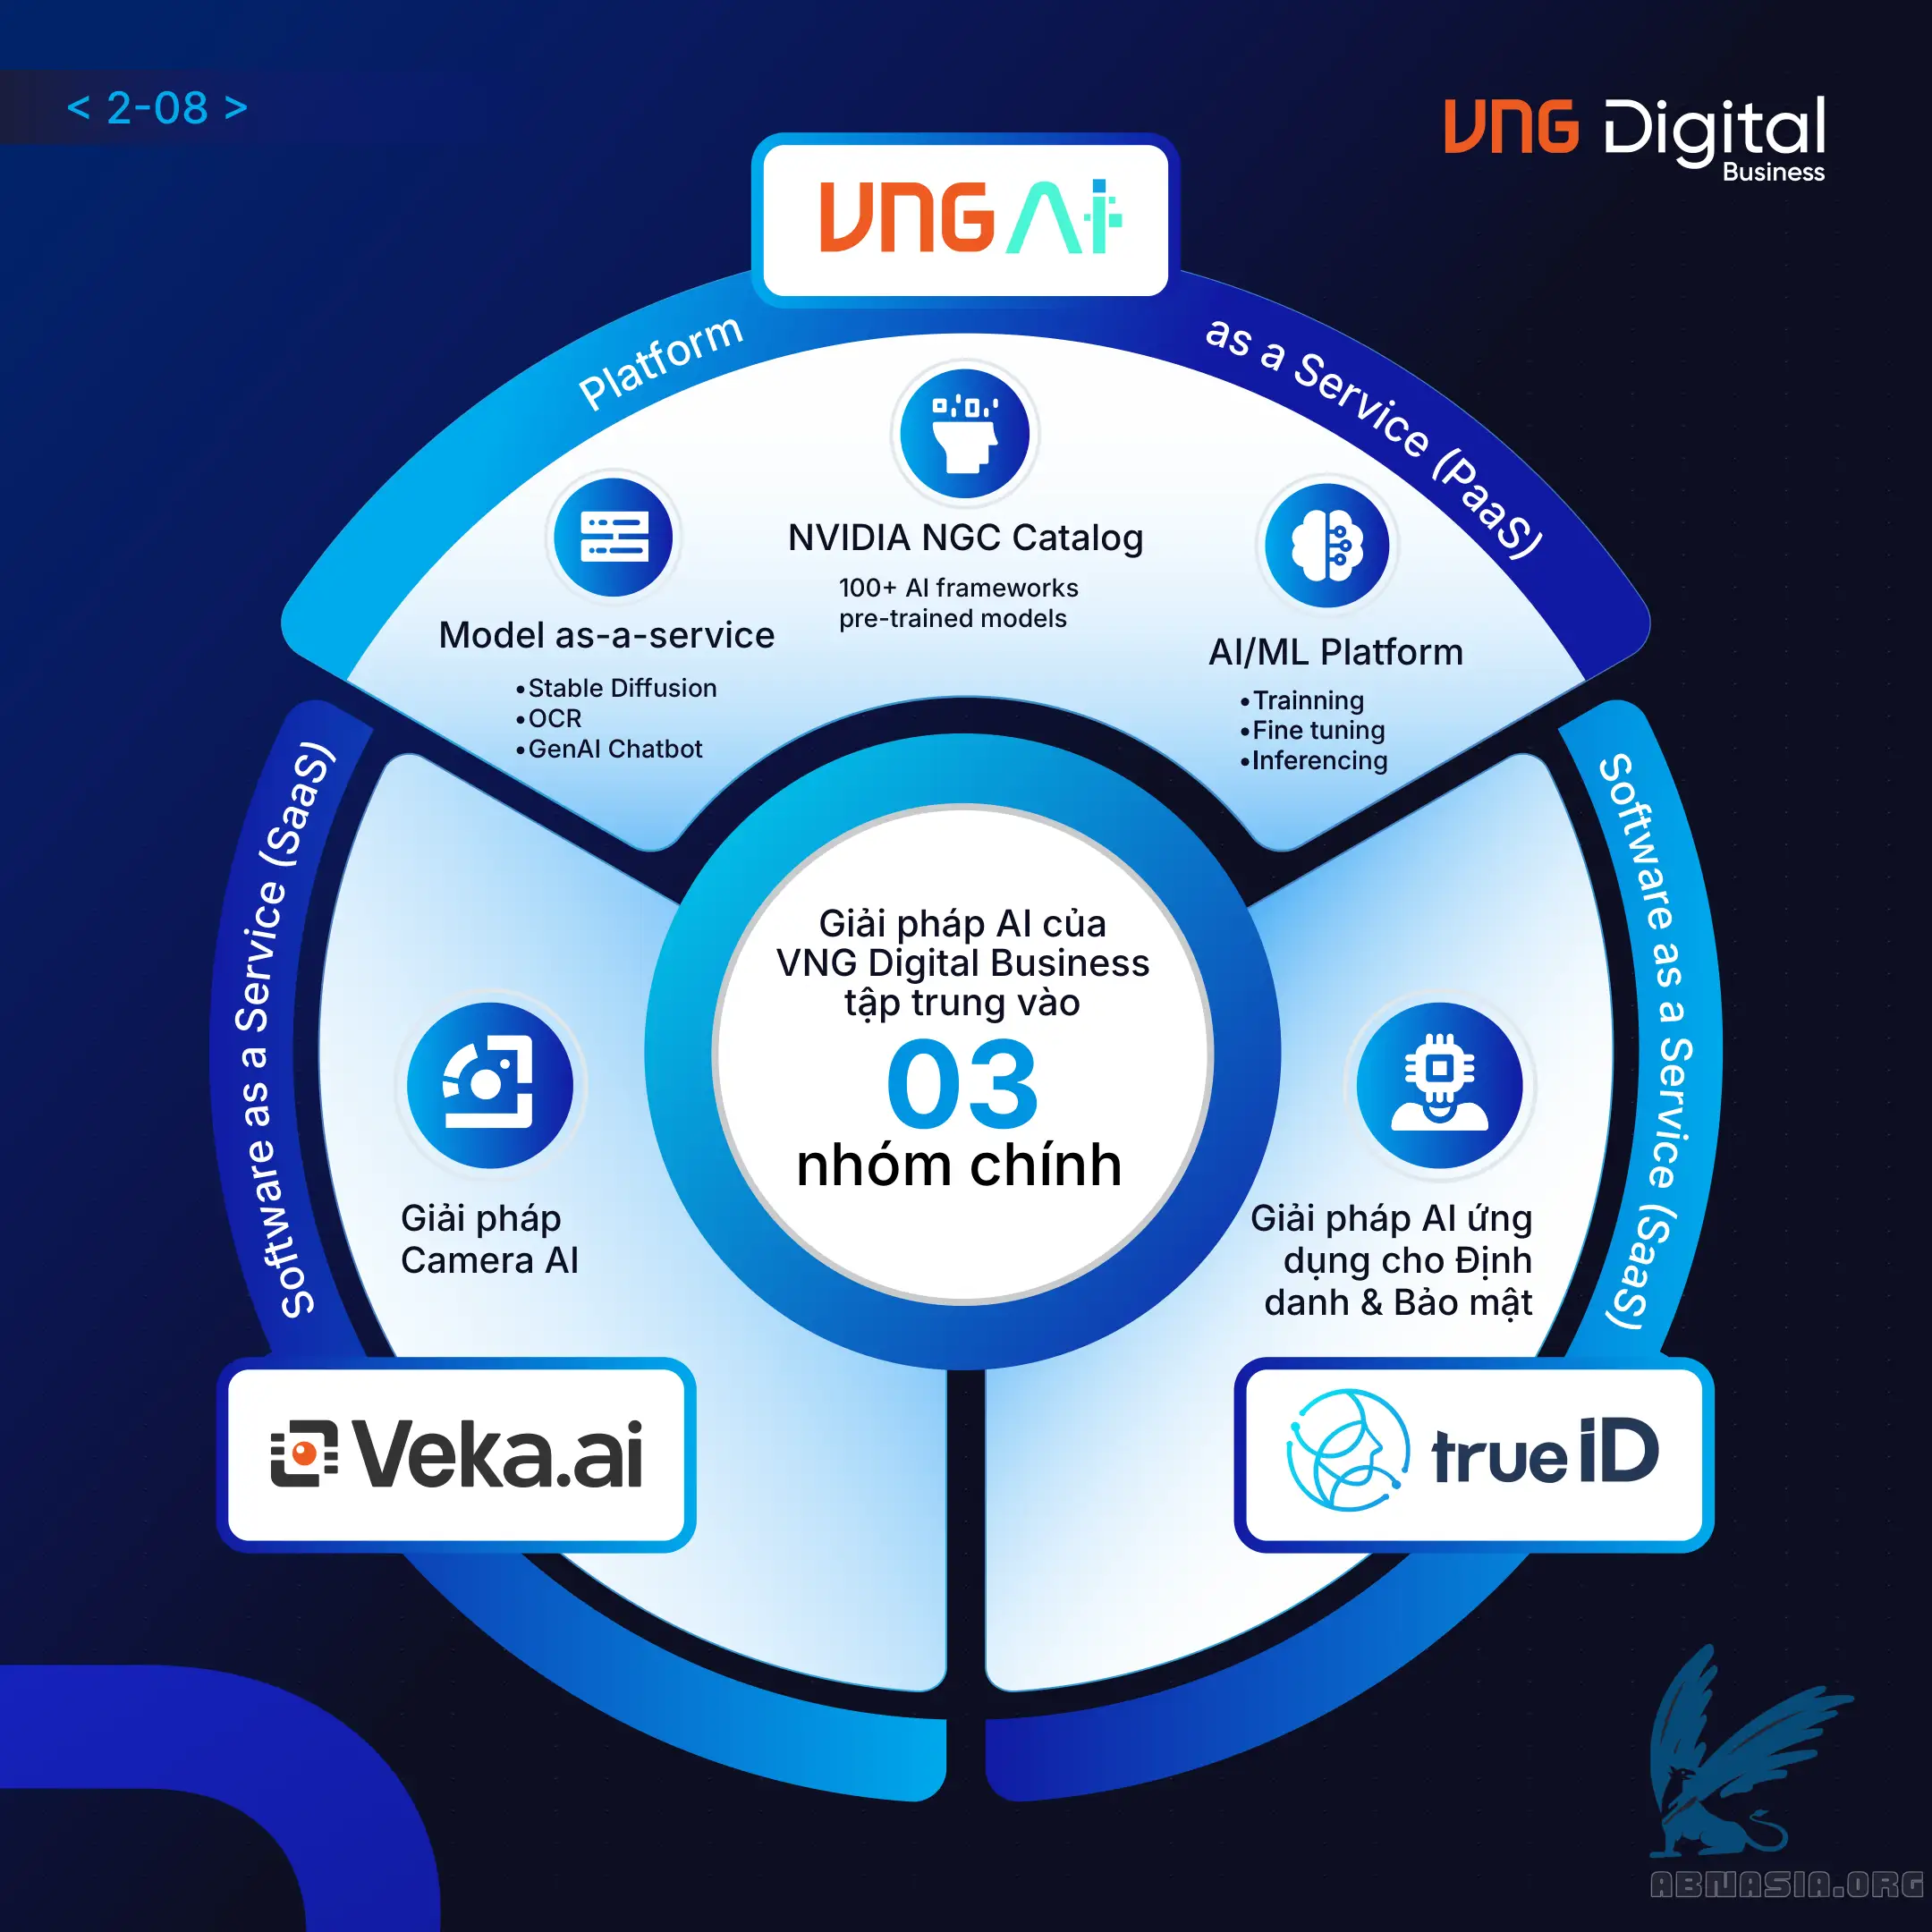 < 2-08 >
VNG Digital
Business
VNG Ai
Platform as a Service (PaaS)
NVIDIA NGC Catalog
100+ AI frameworks
pre-trained models
Model as-a-service
•Stable Diffusion
•OCR
•GenAI Chatbot
AI/ML Platform
•Trainning
•Fine tuning
•Inferencing
Software as a Service (SaaS)
Giải pháp
Camera AI
Veka.ai
Giải pháp AI của
VNG Digital Business
tập trung vào
03
nhóm chính
Software as a Service (SaaS)
Giải pháp AI ứng
dụng cho Định
danh & Bảo mật
true iD
ABNASIA.ORG